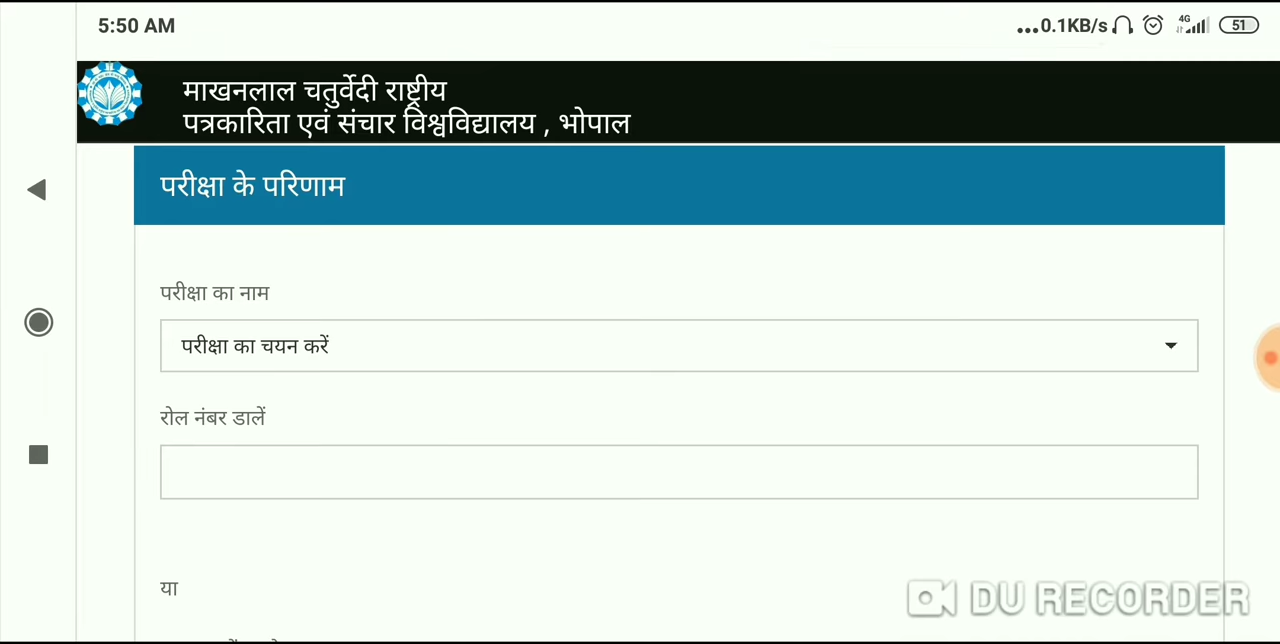 5:50 AM
...0.1KB/s 4G 51
माखनलाल चतुर्वेदी राष्ट्रीय
पत्रकारिता एवं संचार विश्वविद्यालय , भोपाल
परीक्षा के परिणाम
परीक्षा का नाम
परीक्षा का चयन करें
रोल नंबर डालें
या
DU RECORDER